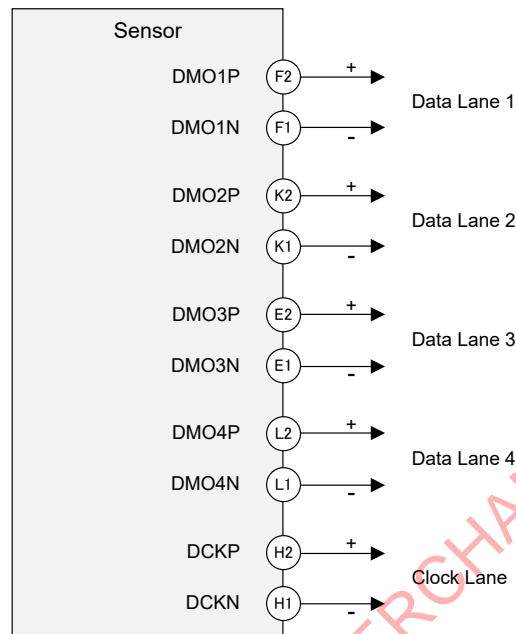 Sensor
DMO1P F2 +
Data Lane 1
DMO1N F1 -
DMO2P K2 +
Data Lane 2
DMO2N K1 -
DMO3P E2 +
Data Lane 3
DMO3N E1 -
DMO4P L2 +
Data Lane 4
DMO4N L1 -
DCKP H2 +
Clock Lane
DCKN H1 -